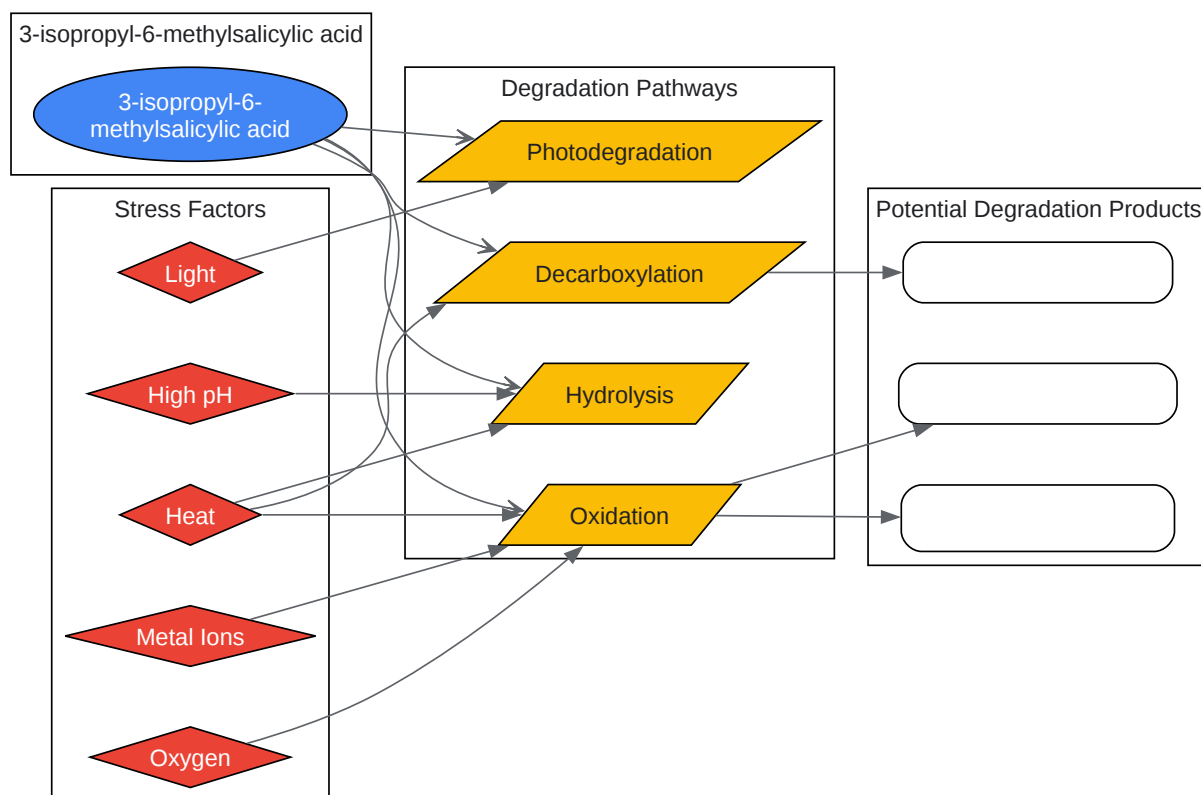 3-isopropyl-6-methylsalicylic acid
3-isopropyl-6-
methylsalicylic acid
Stress Factors
Light
High pH
Heat
Metal Ions
Oxygen
Degradation Pathways
Photodegradation
Decarboxylation
Hydrolysis
Oxidation
Potential Degradation Products